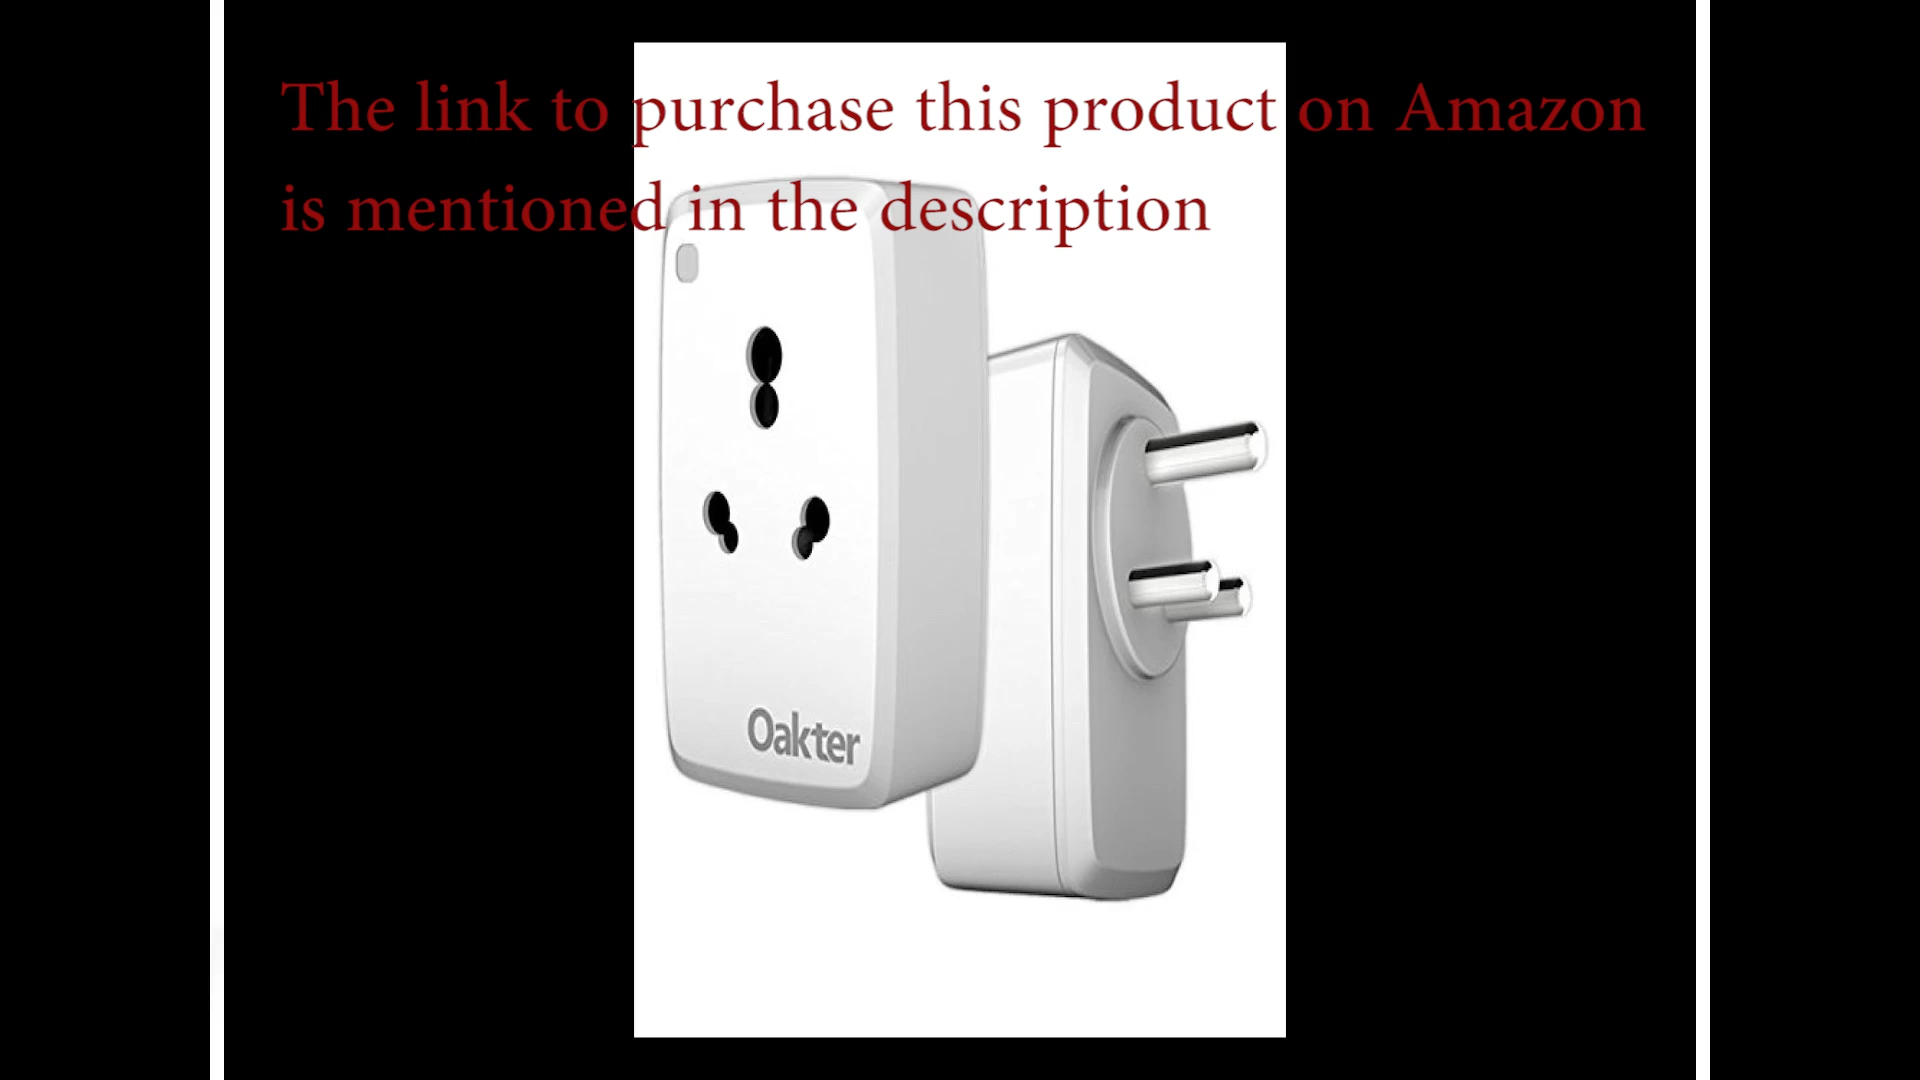 The link to purchase this product on Amazon
is mentioned in the description
Oakter